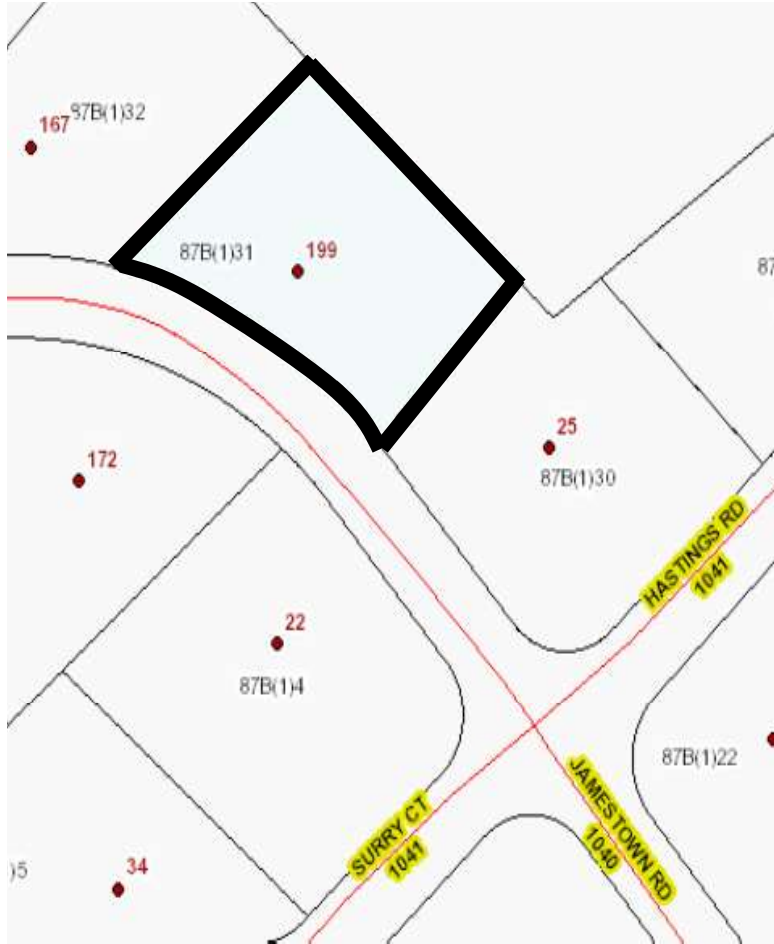 87B(1)32
167
199
87B(1)31
87
25
87B(1)30
172
HASTINGS RD
1041
22
87B(1)4
87B(1)22
JAMESTOWN RD
1040
SURRY CT
1041
34
)5